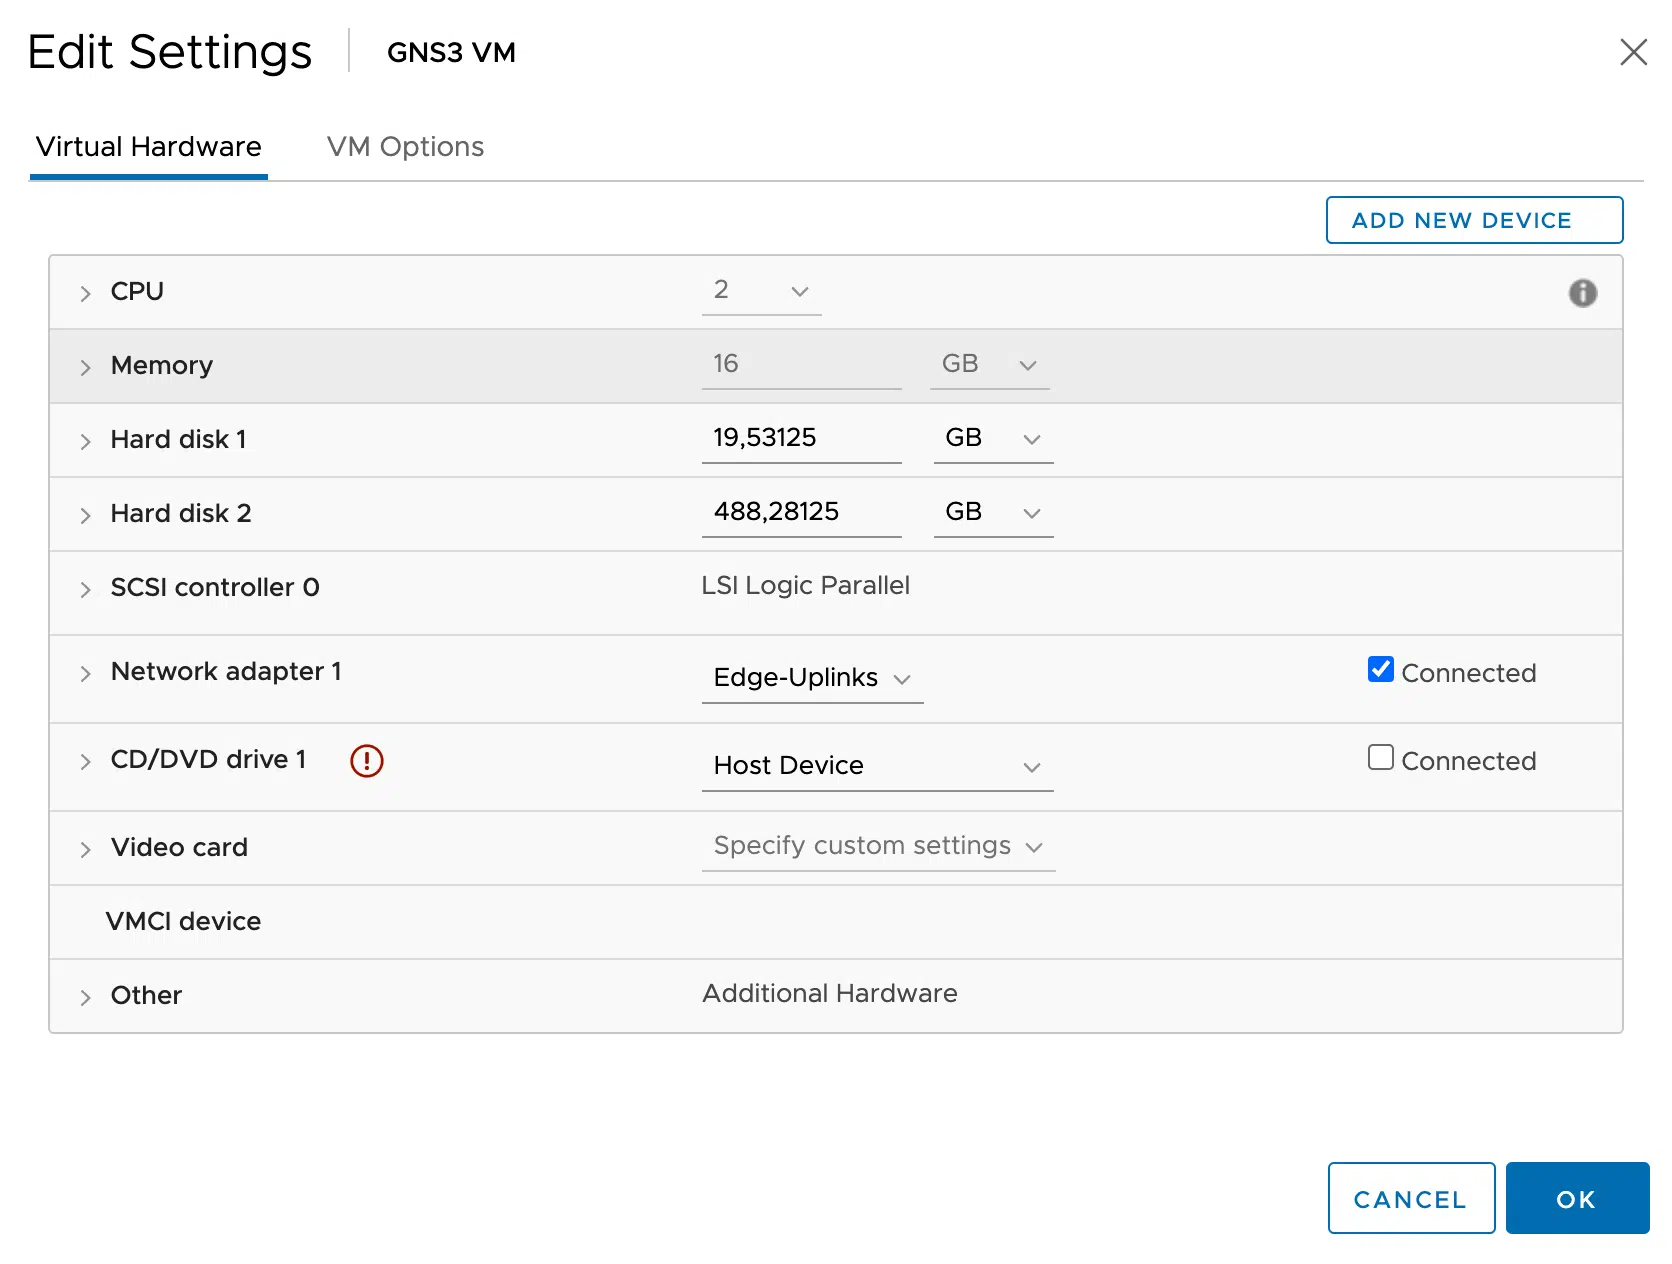 Edit Settings GNS3 VM
Virtual Hardware VM Options
ADD NEW DEVICE
CPU 2
Memory 16 GB
Hard disk 1 19,53125 GB
Hard disk 2 488,28125 GB
SCSI controller 0 LSI Logic Parallel
Network adapter 1 Edge-Uplinks Connected
CD/DVD drive 1 Host Device Connected
Video card Specify custom settings
VMCI device
Other Additional Hardware
CANCEL OK